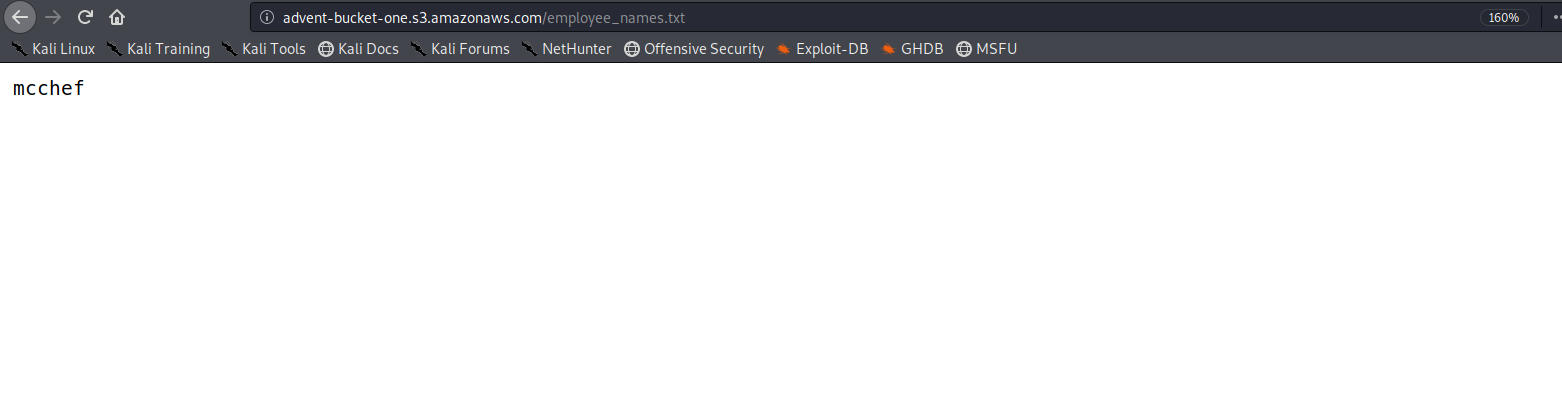 advent-bucket-one.s3.amazonaws.com/employee_names.txt 160%
Kali Linux Kali Training Kali Tools Kali Docs Kali Forums NetHunter Offensive Security Exploit-DB GHDB MSFU
mcchef